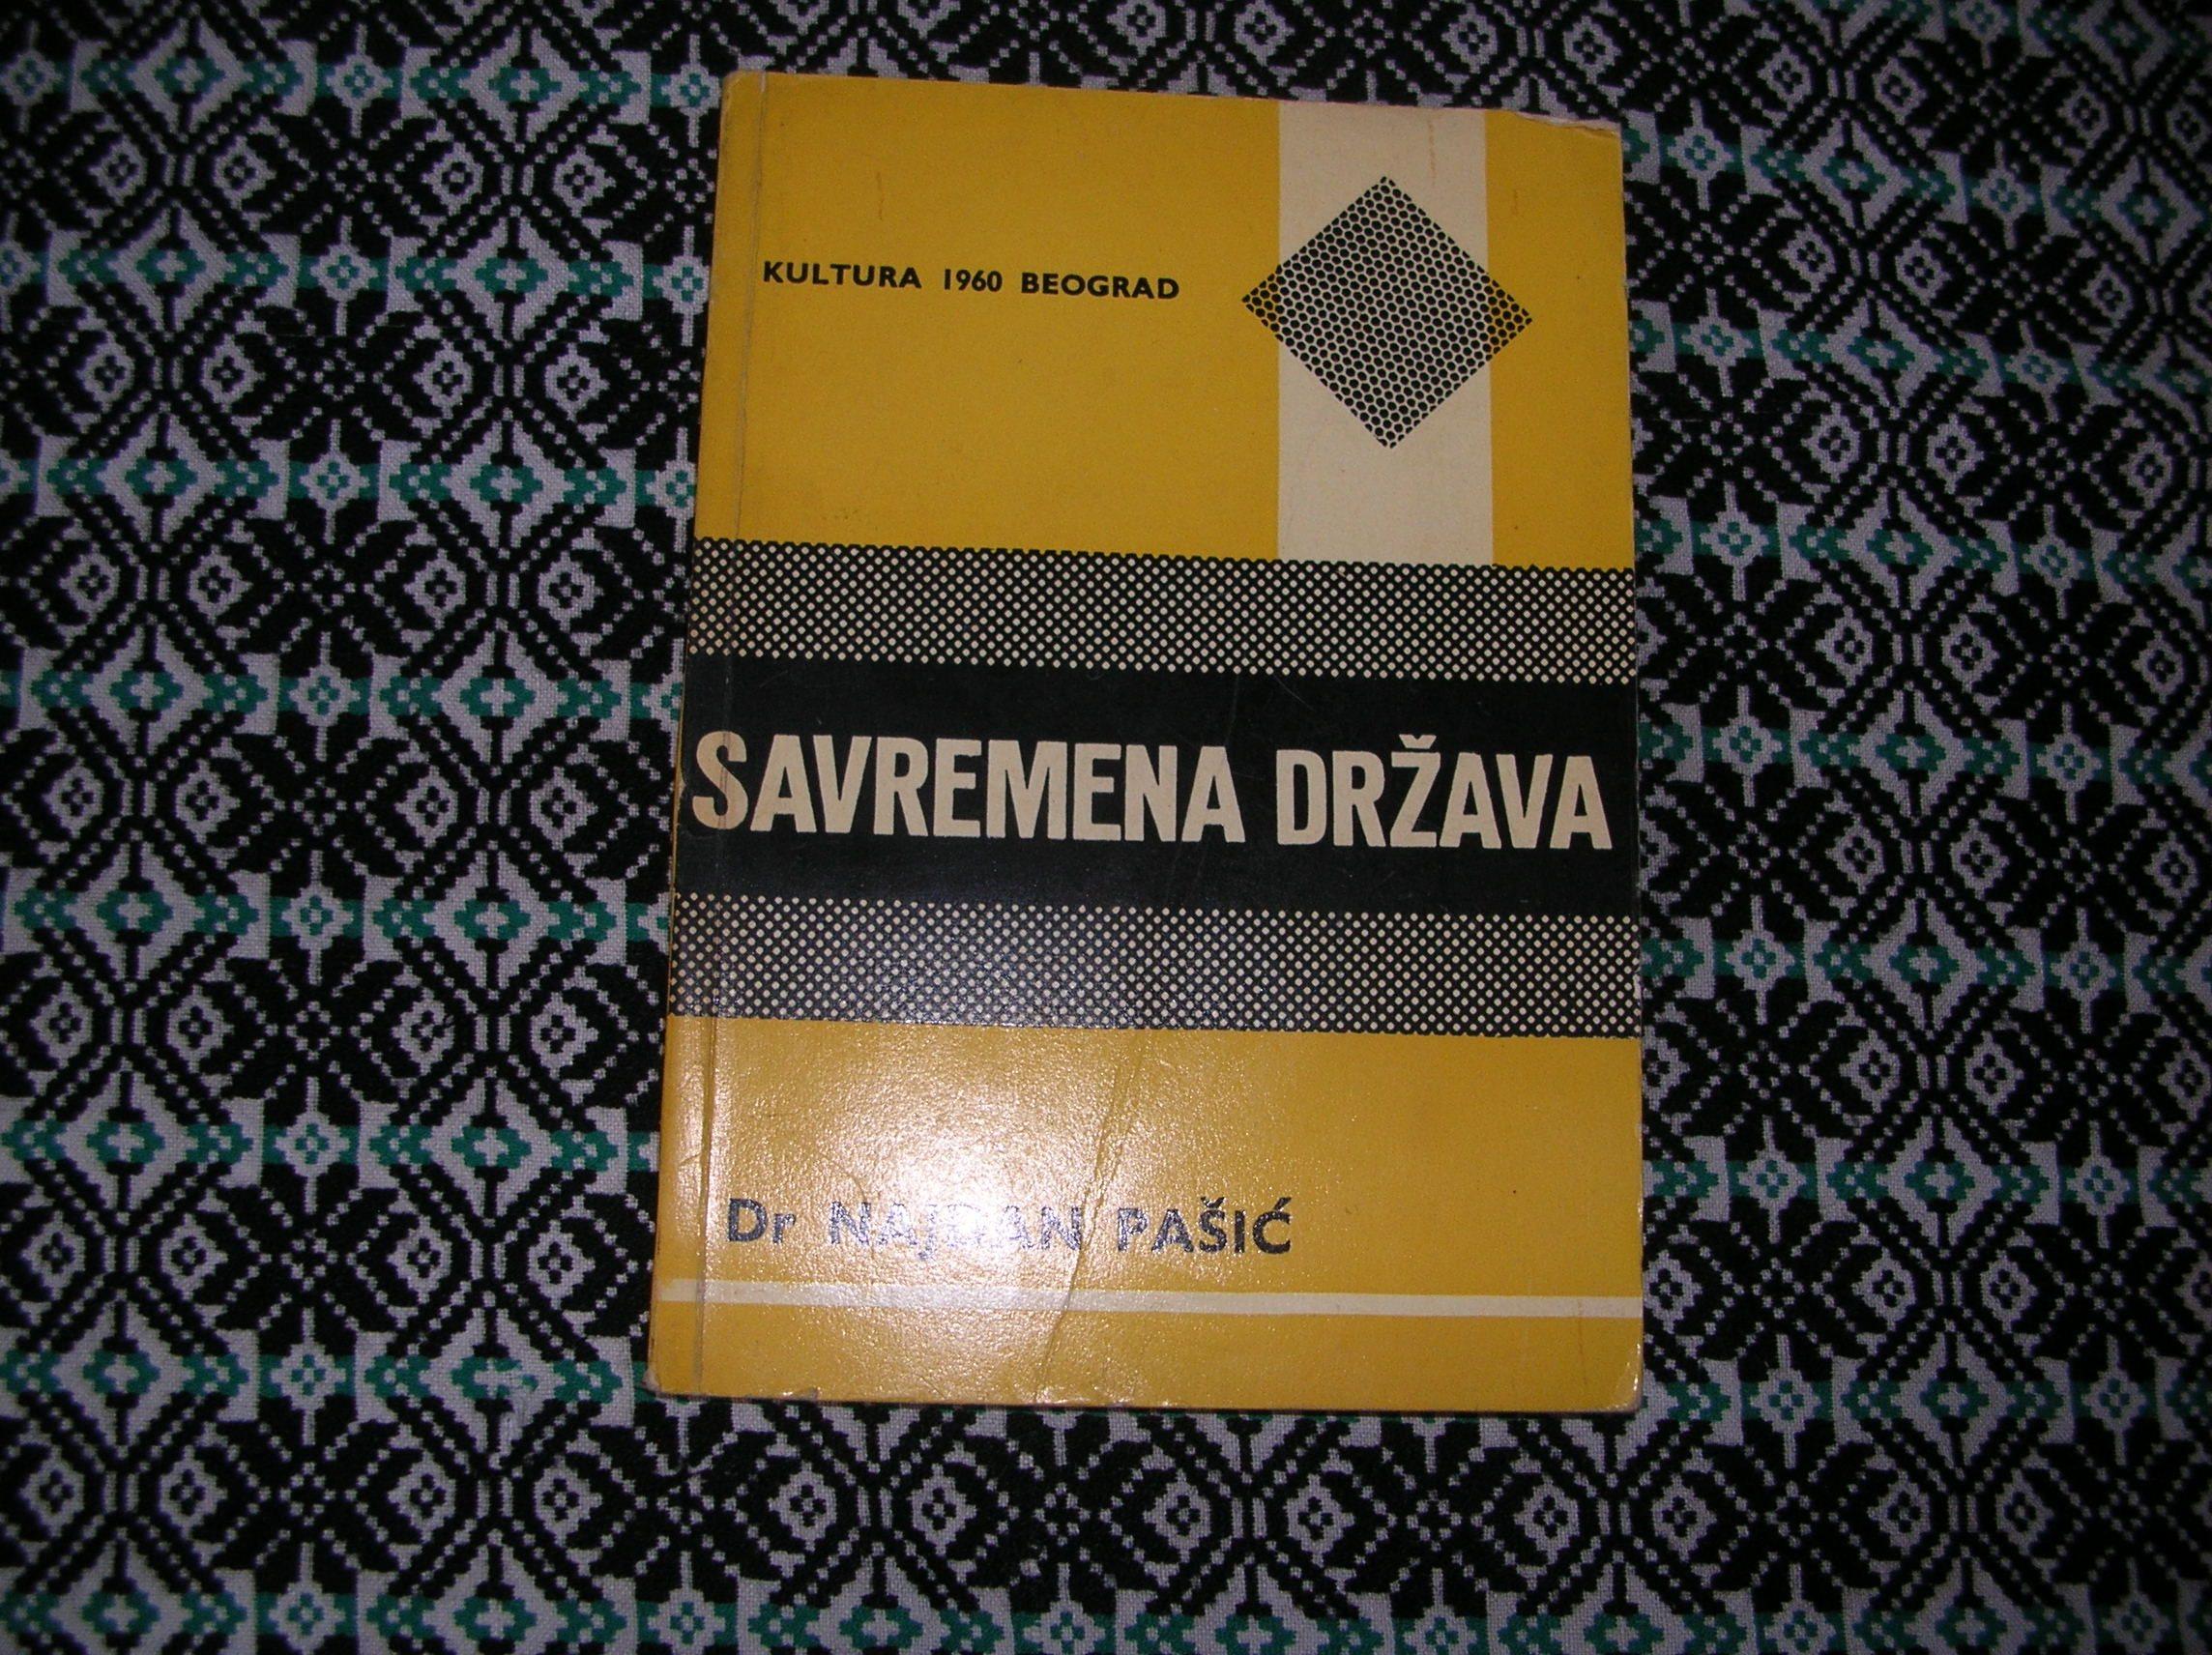 KULTURA 1960 BEOGRAD
SAVREMENA DRŽAVA
Dr NAJDAN PAŠIĆ